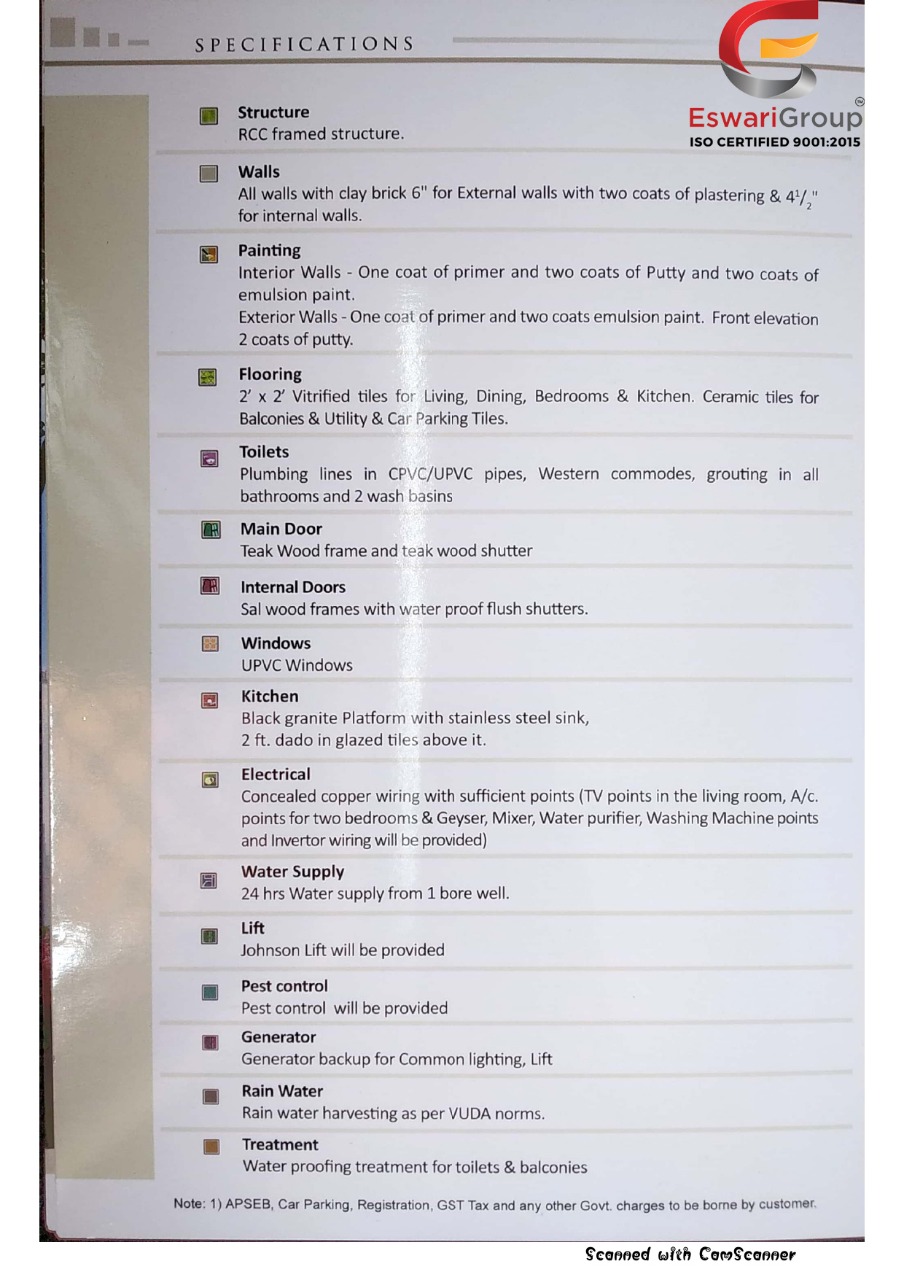 SPECIFICATIONS
EswariGroup
TM
ISO CERTIFIED 9001:2015
Structure
RCC framed structure.
Walls
All walls with clay brick 6" for External walls with two coats of plastering & 4 1/2"
for internal walls.
Painting
Interior Walls - One coat of primer and two coats of Putty and two coats of
emulsion paint.
Exterior Walls - One coat of primer and two coats emulsion paint. Front elevation
2 coats of putty.
Flooring
2' x 2' Vitrified tiles for Living, Dining, Bedrooms & Kitchen. Ceramic tiles for
Balconies & Utility & Car Parking Tiles.
Toilets
Plumbing lines in CPVC/UPVC pipes, Western commodes, grouting in all
bathrooms and 2 wash basins
Main Door
Teak Wood frame and teak wood shutter
Internal Doors
Sal wood frames with water proof flush shutters.
Windows
UPVC Windows
Kitchen
Black granite Platform with stainless steel sink,
2 ft. dado in glazed tiles above it.
Electrical
Concealed copper wiring with sufficient points (TV points in the living room, A/c.
points for two bedrooms & Geyser, Mixer, Water purifier, Washing Machine points
and Invertor wiring will be provided)
Water Supply
24 hrs Water supply from 1 bore well.
Lift
Johnson Lift will be provided
Pest control
Pest control will be provided
Generator
Generator backup for Common lighting, Lift
Rain Water
Rain water harvesting as per VUDA norms.
Treatment
Water proofing treatment for toilets & balconies
Note: 1) APSEB, Car Parking, Registration, GST Tax and any other Govt. charges to be borne by customer.
Scanned with CamScanner